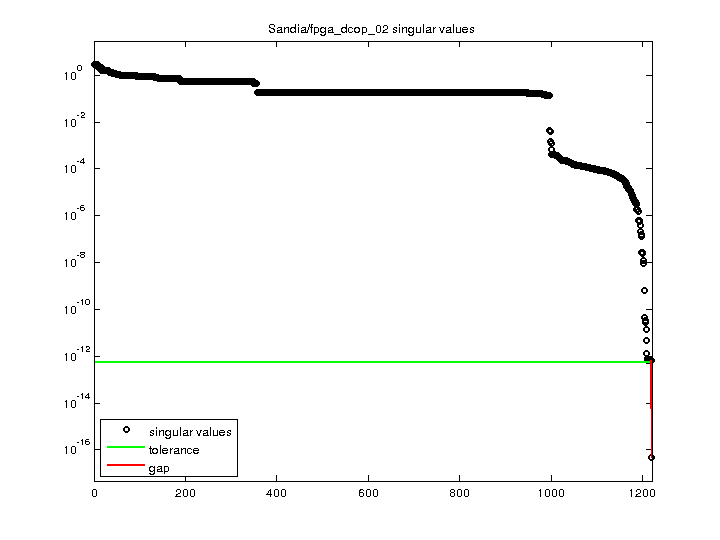 Sandia/fpga_dcop_02 singular values
10^0
10^-2
10^-4
10^-6
10^-8
10^-10
10^-12
10^-14
10^-16
singular values
tolerance
gap
0 200 400 600 800 1000 1200